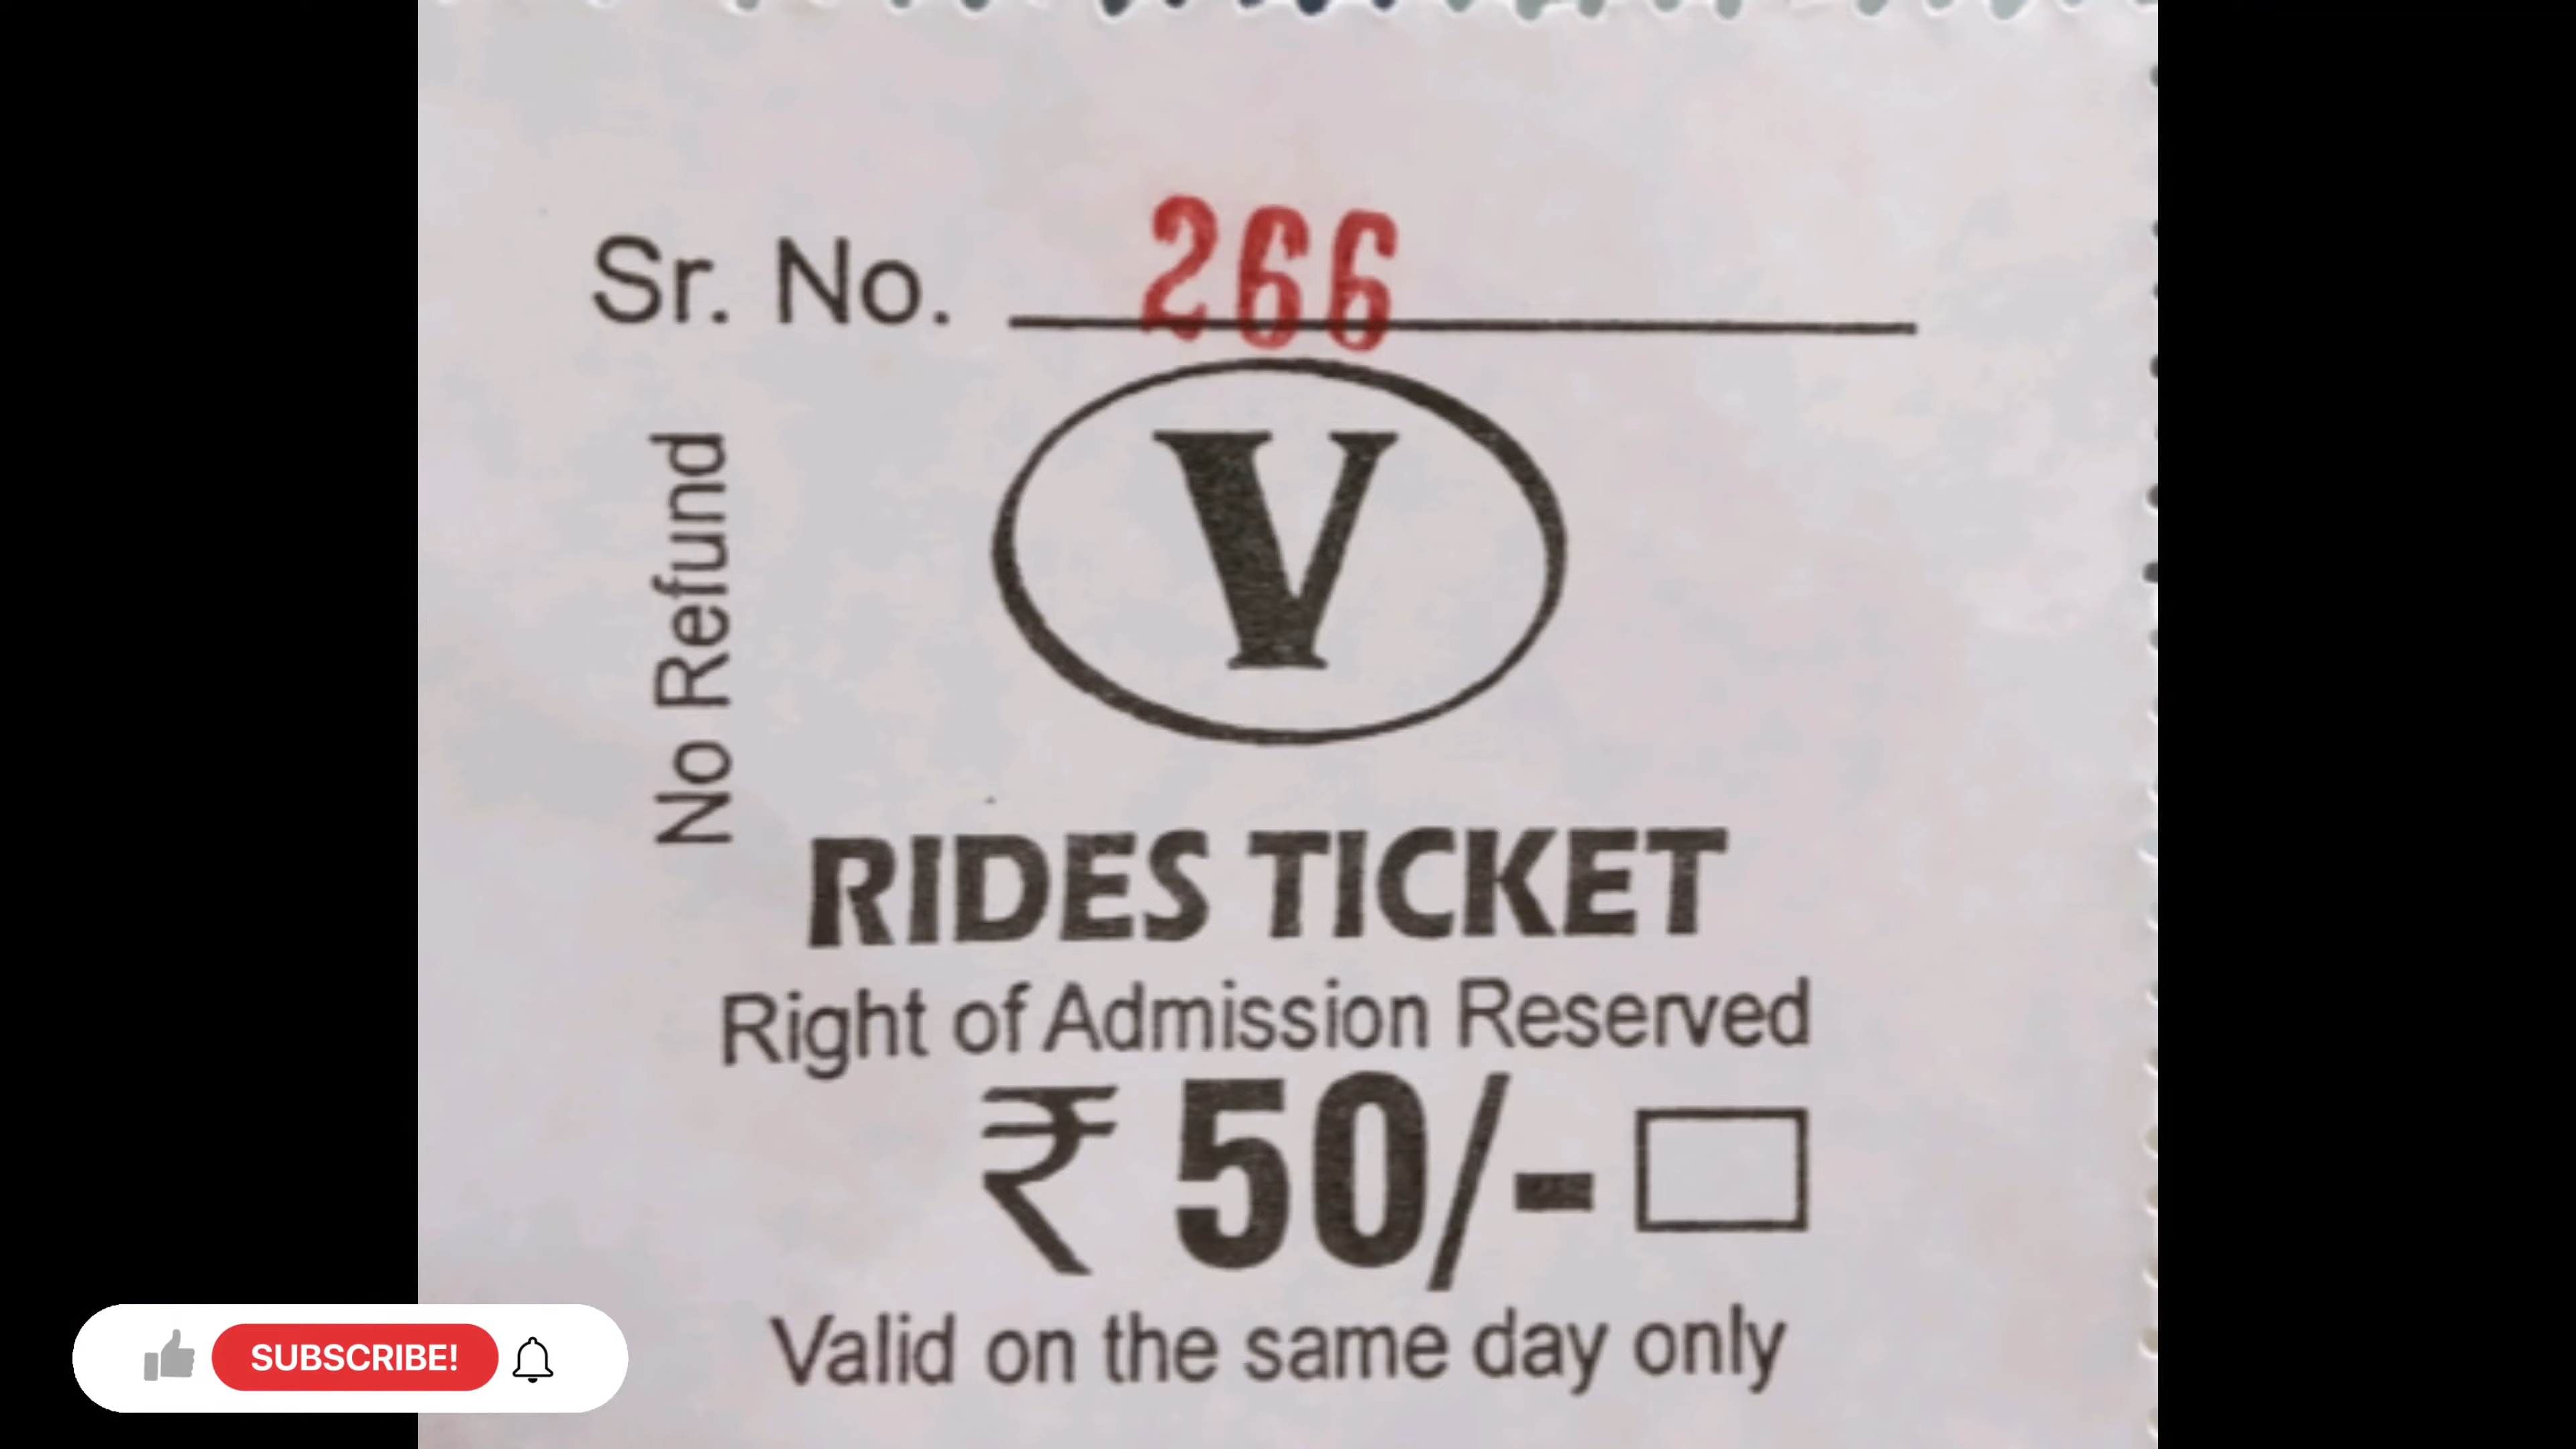 Sr. No. 266
No Refund
V
RIDES TICKET
Right of Admission Reserved
₹ 50/-
Valid on the same day only
SUBSCRIBE!